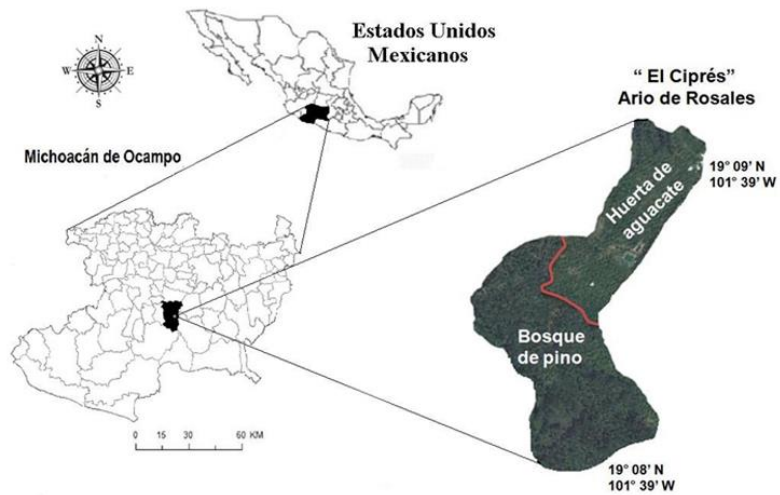 Estados Unidos
Mexicanos
N
W
E
S
Michoacán de Ocampo
“ El Ciprés”
Ario de Rosales
19° 09’ N
101° 39’ W
Huerta de
aguacate
Bosque
de pino
0 15 30 60 KM
19° 08’ N
101° 39’ W